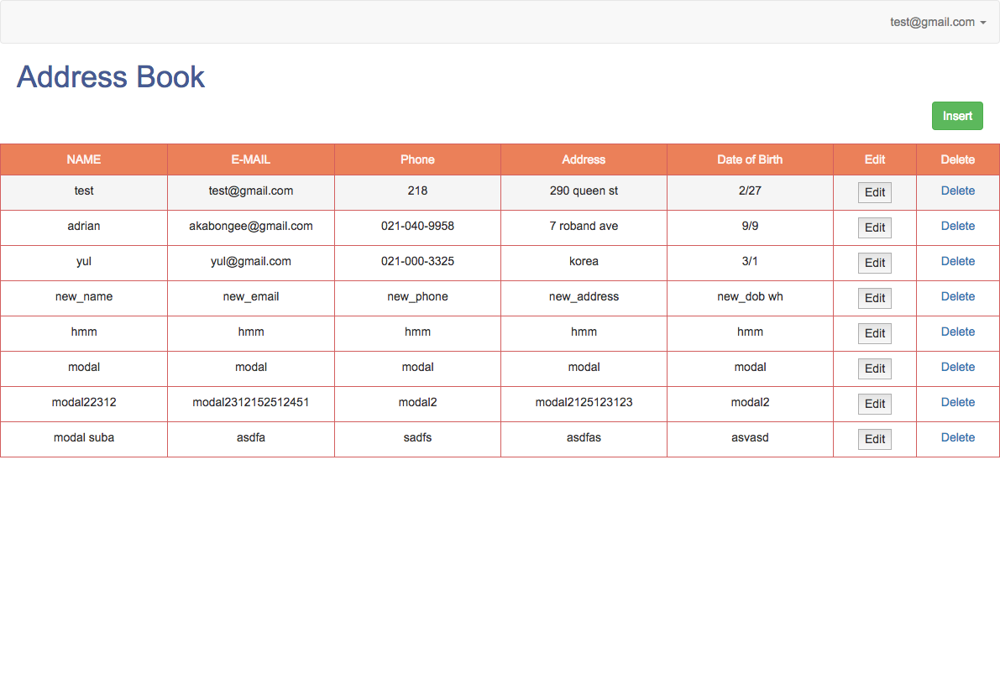 test@gmail.com
Address Book
Insert
NAME E-MAIL Phone Address Date of Birth Edit Delete
test test@gmail.com 218 290 queen st 2/27 Edit Delete
adrian akabongee@gmail.com 021-040-9958 7 roband ave 9/9 Edit Delete
yul yul@gmail.com 021-000-3325 korea 3/1 Edit Delete
new_name new_email new_phone new_address new_dob wh Edit Delete
hmm hmm hmm hmm hmm Edit Delete
modal modal modal modal modal Edit Delete
modal22312 modal2312152512451 modal2 modal2125123123 modal2 Edit Delete
modal suba asdfa sadfs asdfas asvasd Edit Delete